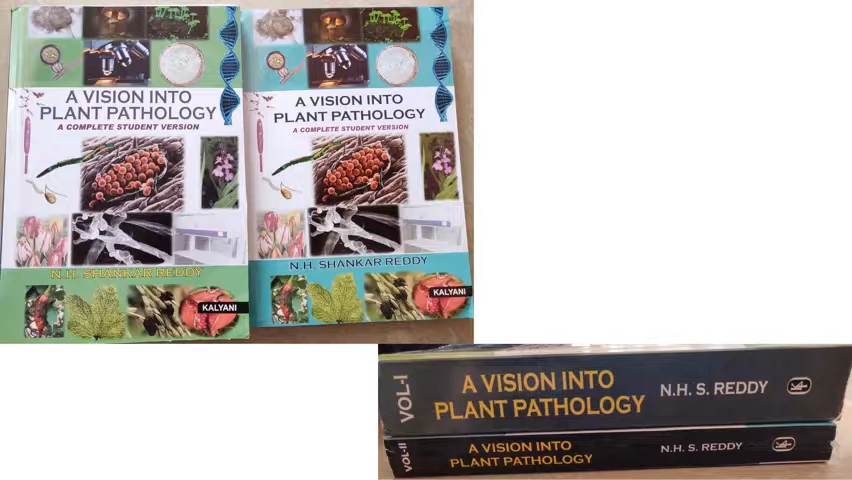 A VISION INTO
PLANT PATHOLOGY
A COMPLETE STUDENT VERSION
N.H. SHANKAR REDDY
KALYANI
A VISION INTO
PLANT PATHOLOGY
A COMPLETE STUDENT VERSION
N.H. SHANKAR REDDY
KALYANI
VOL-I
A VISION INTO
PLANT PATHOLOGY
N.H. S. REDDY
VOL-II
A VISION INTO
PLANT PATHOLOGY
N.H. S. REDDY